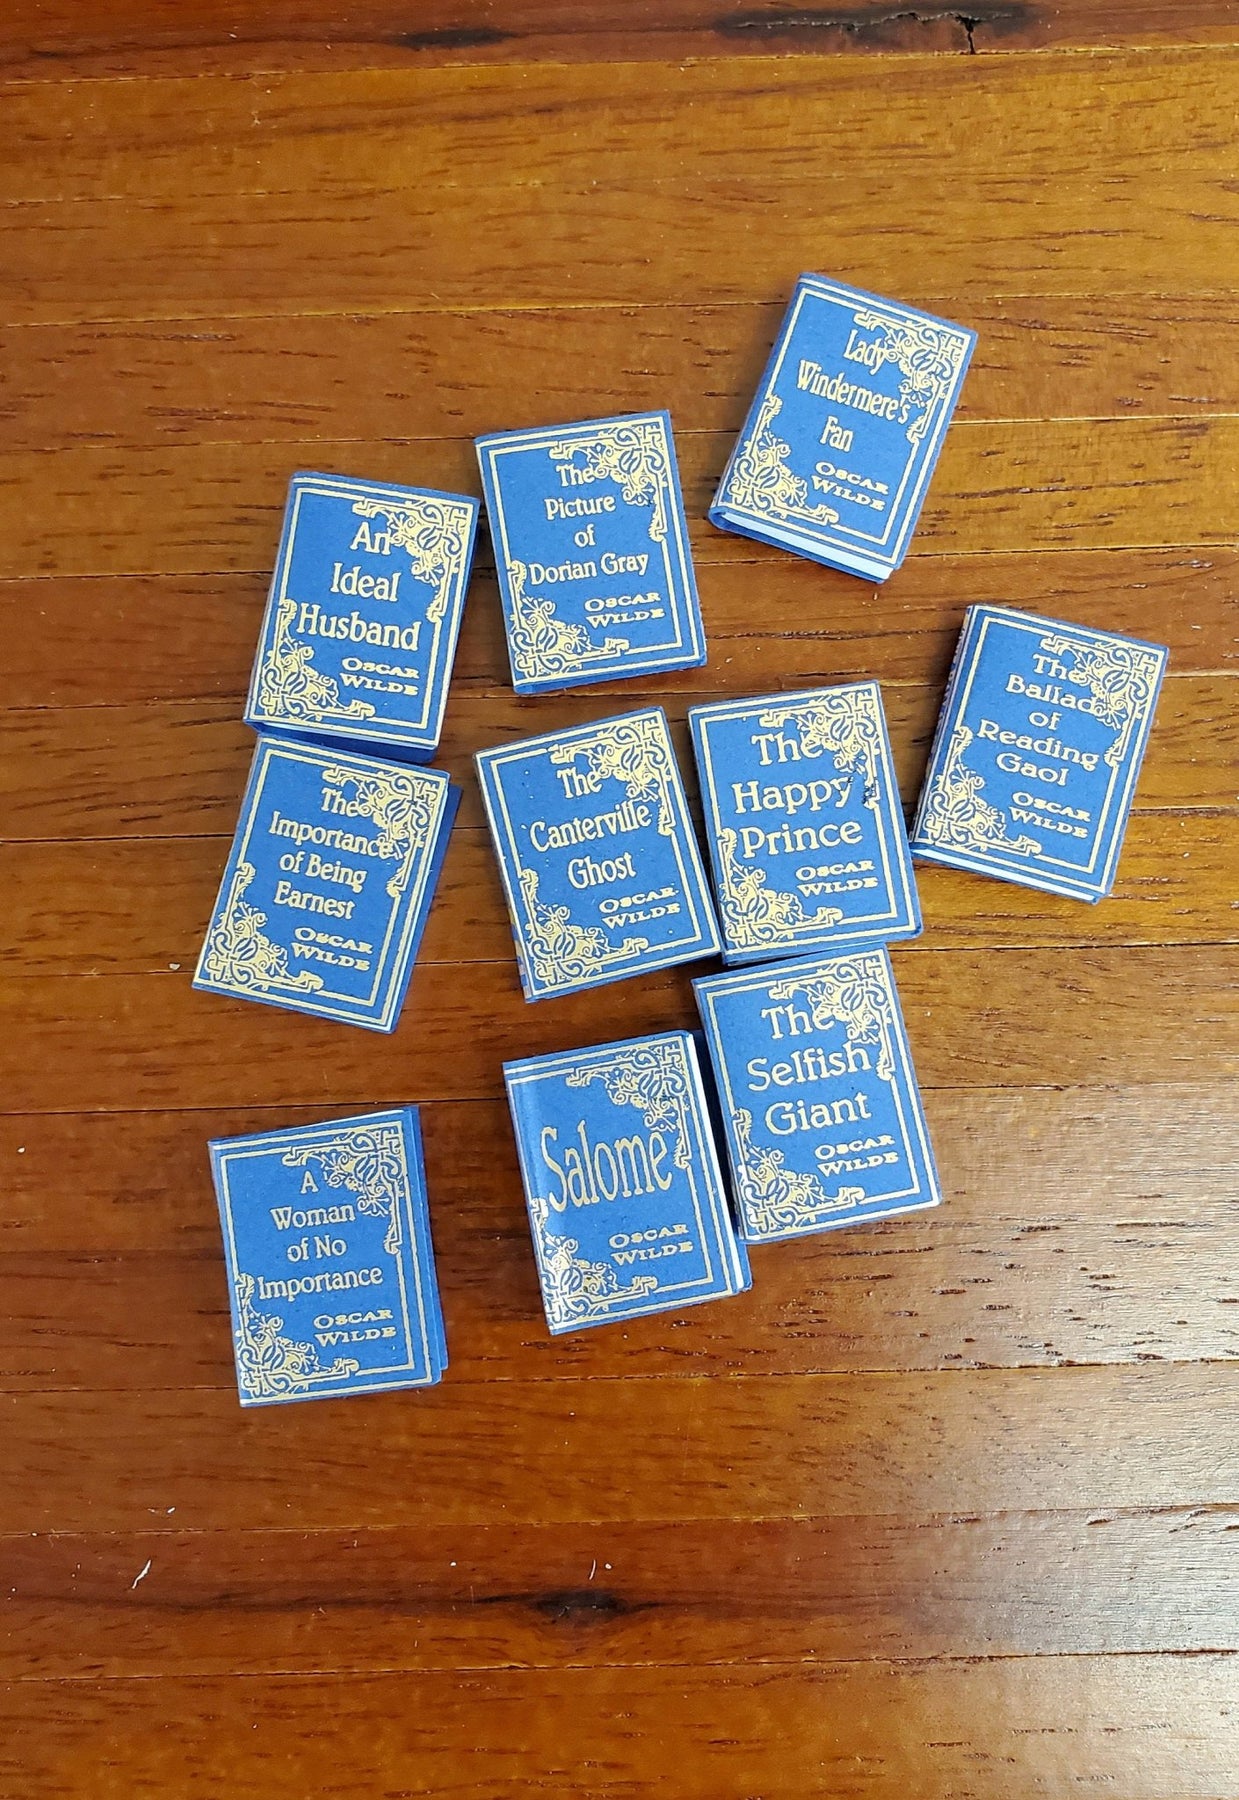 Lady
Windermere's
Fan
OSCAR
WILDE
The
Picture
of
Dorian Gray
OSCAR
WILDE
An
Ideal
Husband
OSCAR
WILDE
The
Ballad
of
Reading
Gaol
OSCAR
WILDE
The
Happy
Prince
OSCAR
WILDE
The
Canterville
Ghost
OSCAR
WILDE
The
Importance
of Being
Earnest
OSCAR
WILDE
The
Selfish
Giant
OSCAR
WILDE
Salome
OSCAR
WILDE
A
Woman
of No
Importance
OSCAR
WILDE